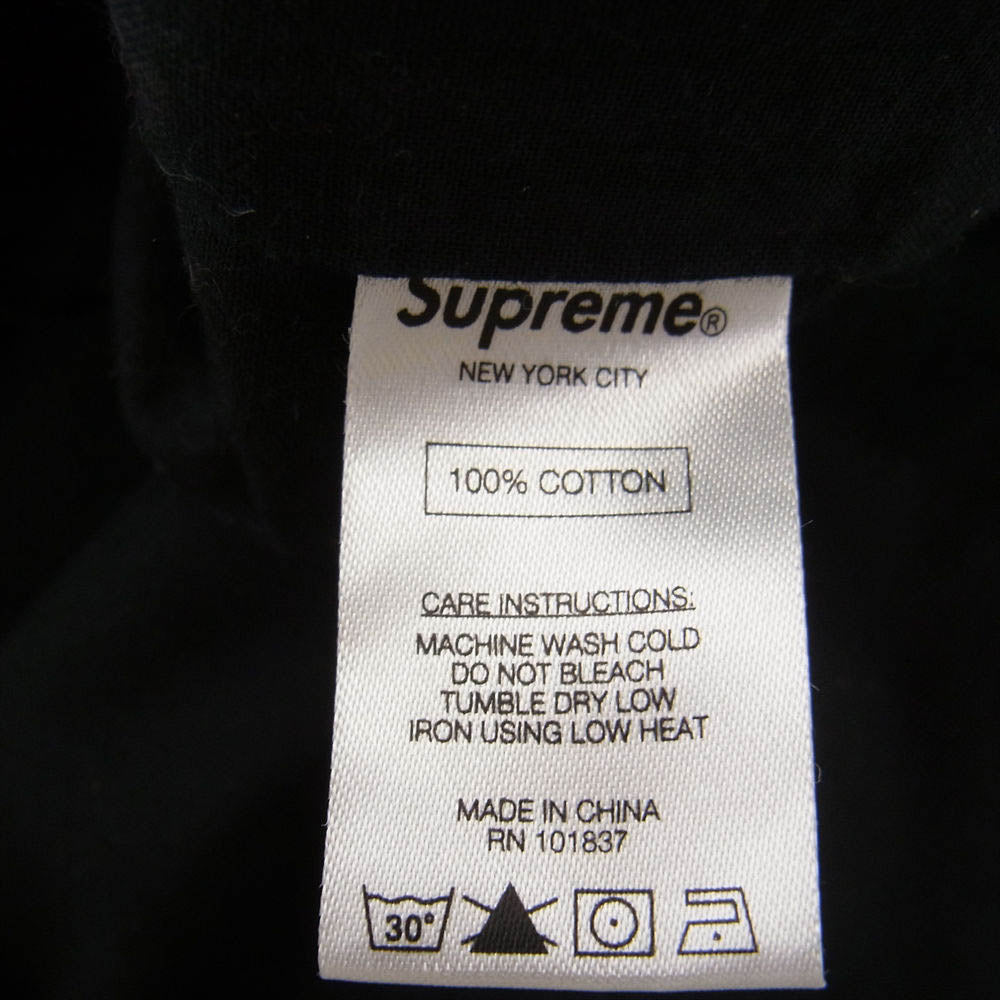 Supreme®
NEW YORK CITY
100% COTTON
CARE INSTRUCTIONS:
MACHINE WASH COLD
DO NOT BLEACH
TUMBLE DRY LOW
IRON USING LOW HEAT
MADE IN CHINA
RN 101837
30°